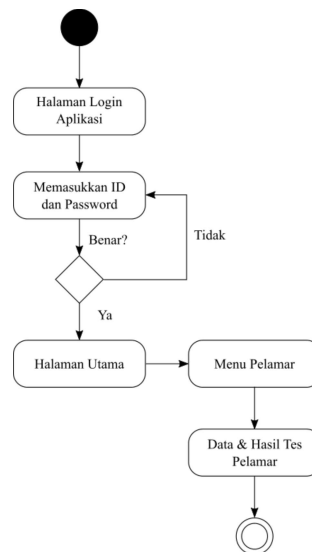 Halaman Login
Aplikasi
Memasukkan ID
dan Password
Benar?
Tidak
Ya
Halaman Utama
Menu Pelamar
Data & Hasil Tes
Pelamar